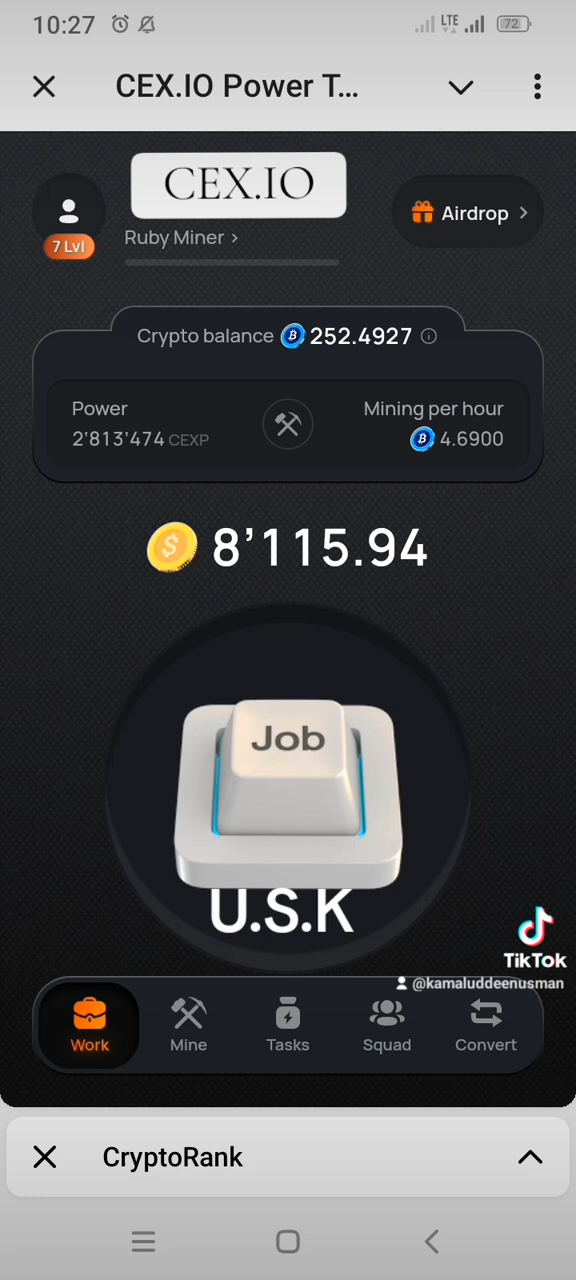 10:27 LTE 72
CEX.IO Power T...
CEX.IO
7 Lvl
Ruby Miner >
Airdrop >
Crypto balance 252.4927
Power
Mining per hour
2'813'474 CEXP
4.6900
8'115.94
Job
U.S.K
TikTok
@kamaluddeenusman
Work Mine Tasks Squad Convert
CryptoRank